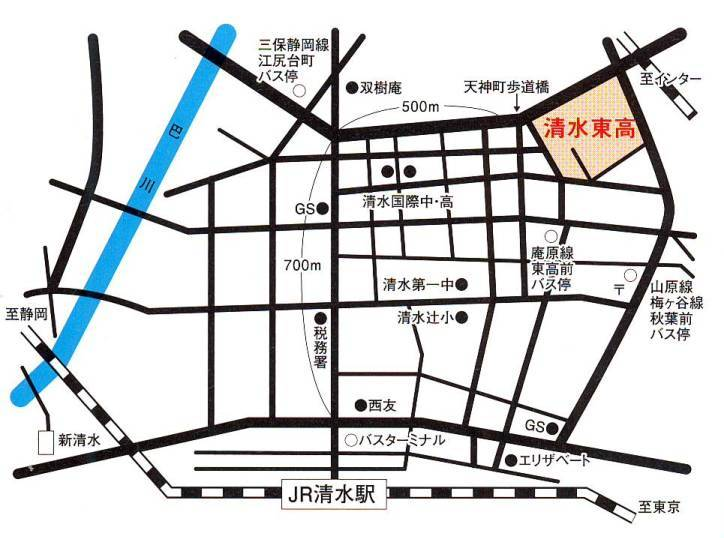 三保静岡線
江尻台町
バス停
双樹庵
500m
天神町歩道橋
至インター
清水東高
巴川
GS
清水国際中・高
700m
庵原線
東高前
バス停
〒
山原線
梅ヶ谷線
秋葉前
バス停
清水第一中
至静岡
税務署
清水辻小
西友
GS
新清水
バスターミナル
エリザベート
JR清水駅
至東京